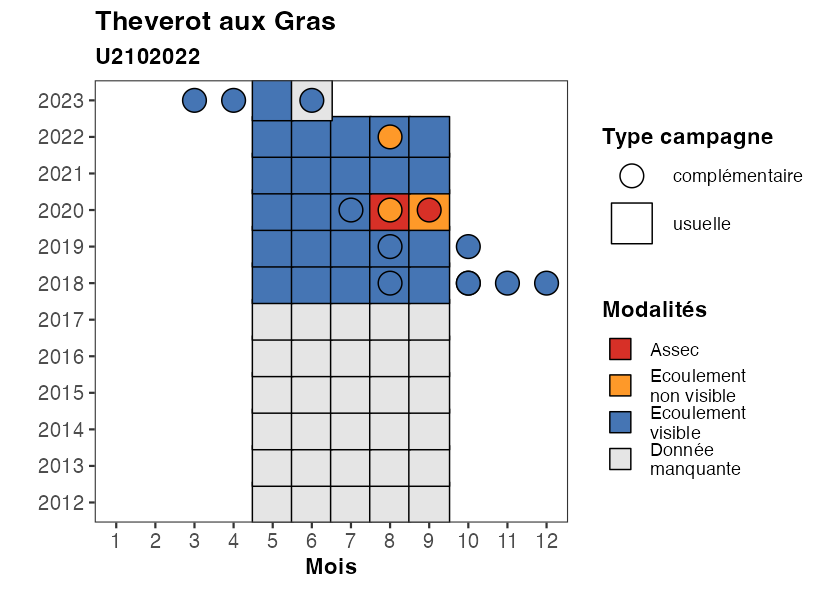 Theverot aux Gras
U2102022
2023
2022
2021
2020
2019
2018
2017
2016
2015
2014
2013
2012
1 2 3 4 5 6 7 8 9 10 11 12
Mois
Type campagne
complémentaire
usuelle
Modalités
Assec
Ecoulement
non visible
Ecoulement
visible
Donnée
manquante